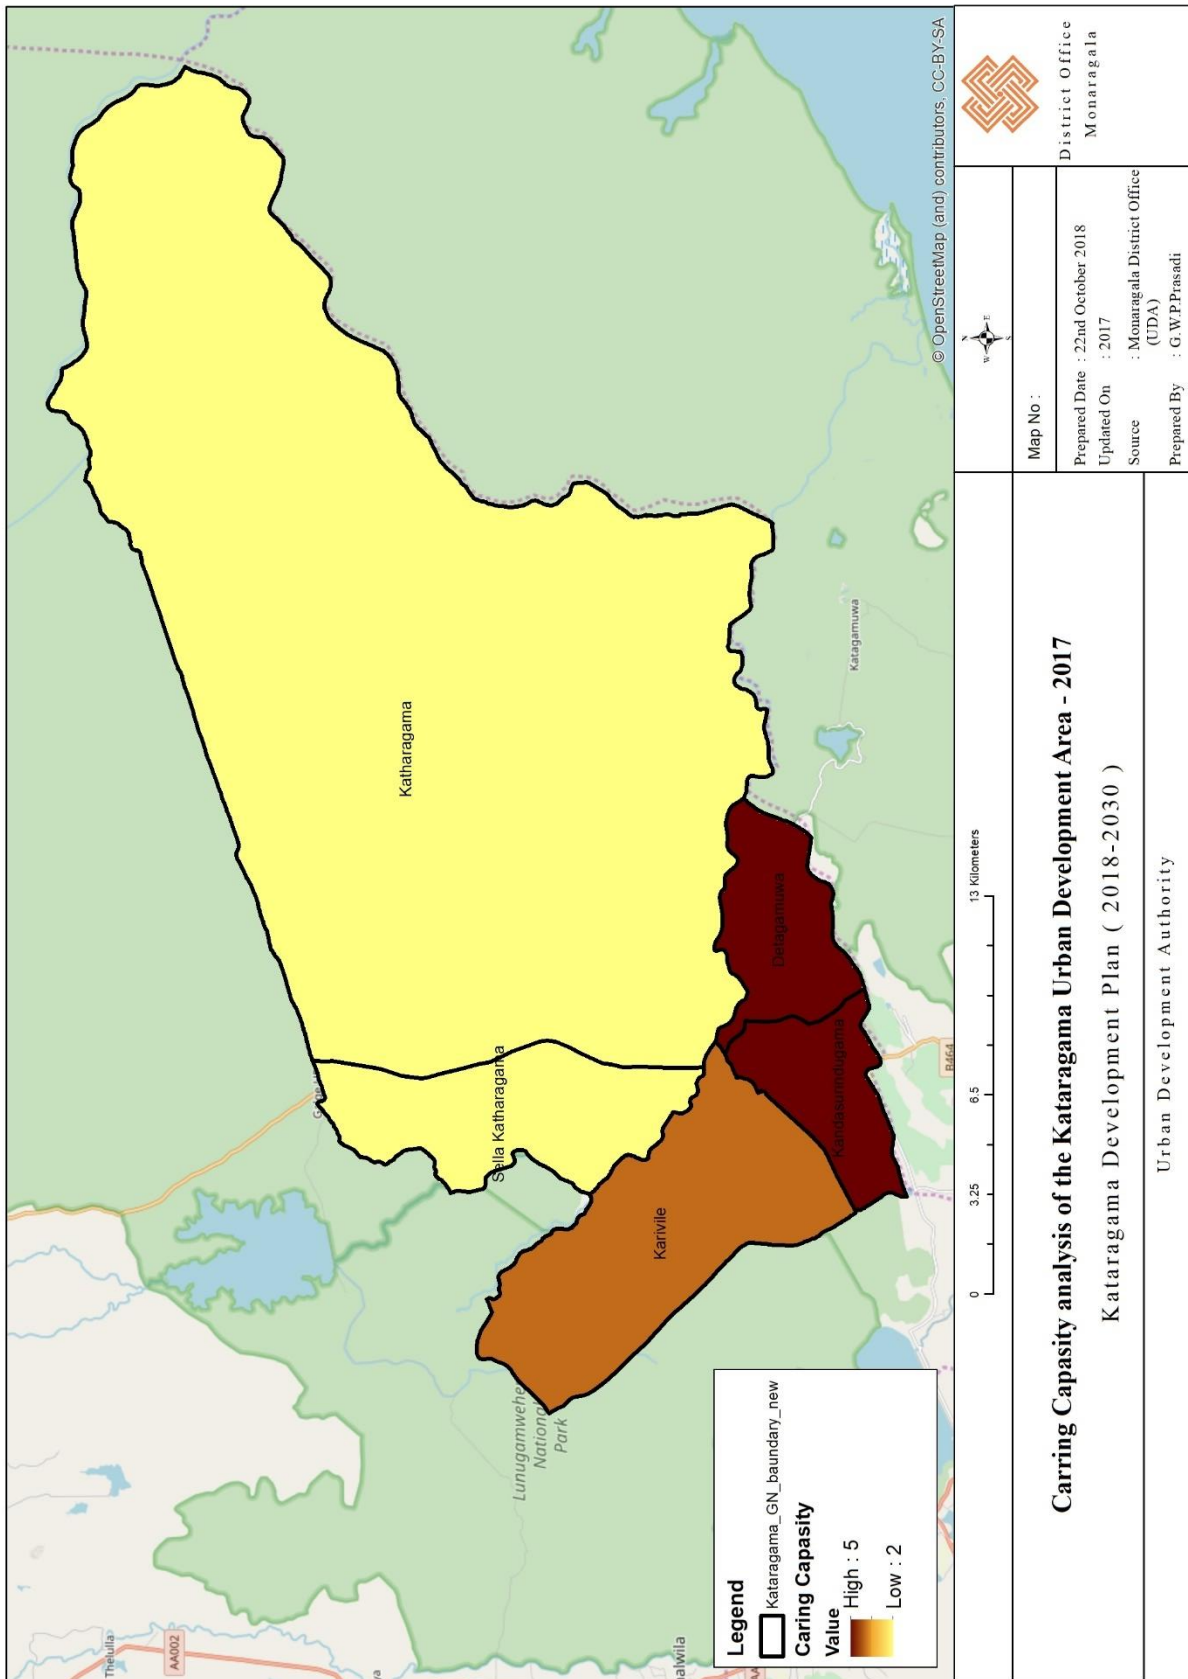 Thelulla
AA002
Lunugamwehe
National
Park
Sella Katharagama
Katharagama
Karivile
Detagamuwa
Kandasurindugama
Katagamuwa
B464
© OpenStreetMap (and) contributors, CC-BY-SA
Legend
Kataragama_GN_baundary_new
Caring Capasity
Value
High : 5
Low : 2
0
3.25
6.5
13 Kilometers
Carring Capasity analysis of the Kataragama Urban Development Area - 2017
Kataragama Development Plan ( 2018-2030 )
Urban Development Authority
N
W
E
S
Map No :
Prepared Date : 22nd October 2018
Updated On : 2017
Source : Monaragala District Office
(UDA)
Prepared By : G.W.P.Prasadi
District Office
Monaragala